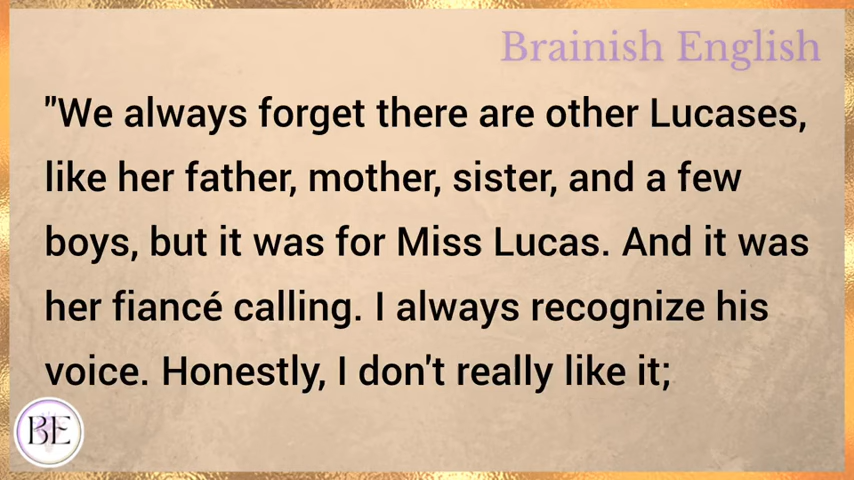 Brainish English
"We always forget there are other Lucases,
like her father, mother, sister, and a few
boys, but it was for Miss Lucas. And it was
her fiancé calling. I always recognize his
voice. Honestly, I don't really like it;
BE